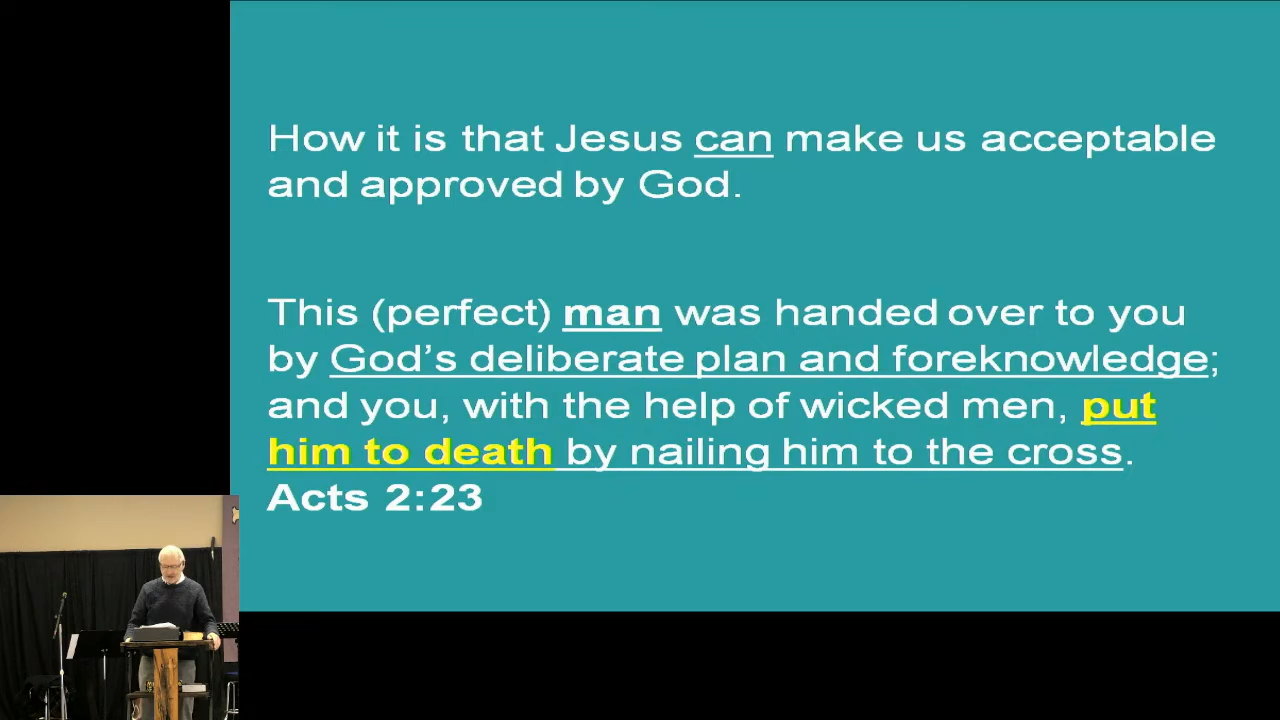 How it is that Jesus can make us acceptable
and approved by God.
This (perfect) man was handed over to you
by God’s deliberate plan and foreknowledge;
and you, with the help of wicked men, put
him to death by nailing him to the cross.
Acts 2:23